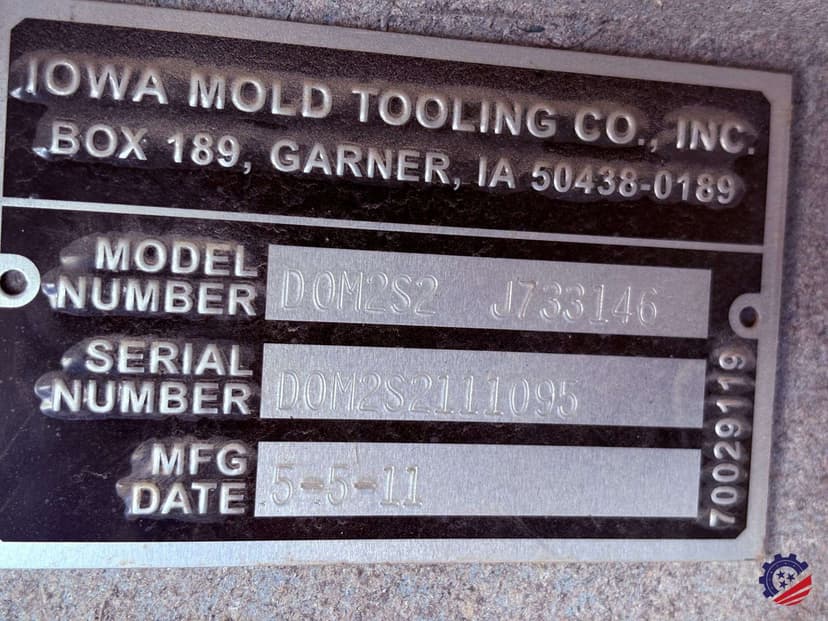 IOWA MOLD TOOLING CO., INC.
BOX 189, GARNER, IA 50438-0189
MODEL NUMBER DOM2S2 J733146
SERIAL NUMBER DOM2S2111095
MFG DATE 5-5-11
70029119